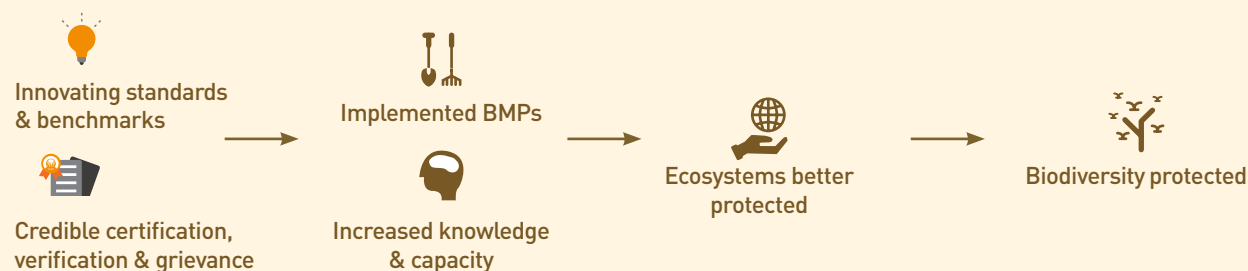 Innovating standards
& benchmarks
Credible certification,
verification & grievance
Implemented BMPs
Increased knowledge
& capacity
Ecosystems better
protected
Biodiversity protected